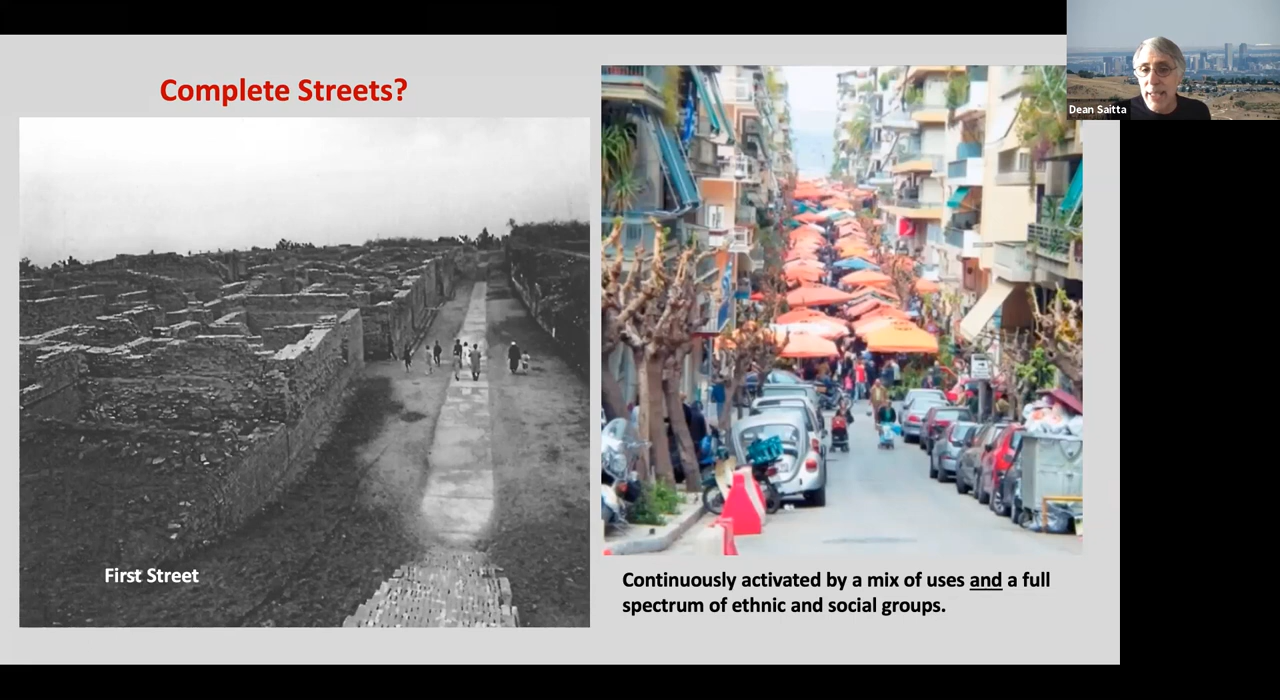 Complete Streets?
Dean Saitta
First Street
Continuously activated by a mix of uses and a full
spectrum of ethnic and social groups.